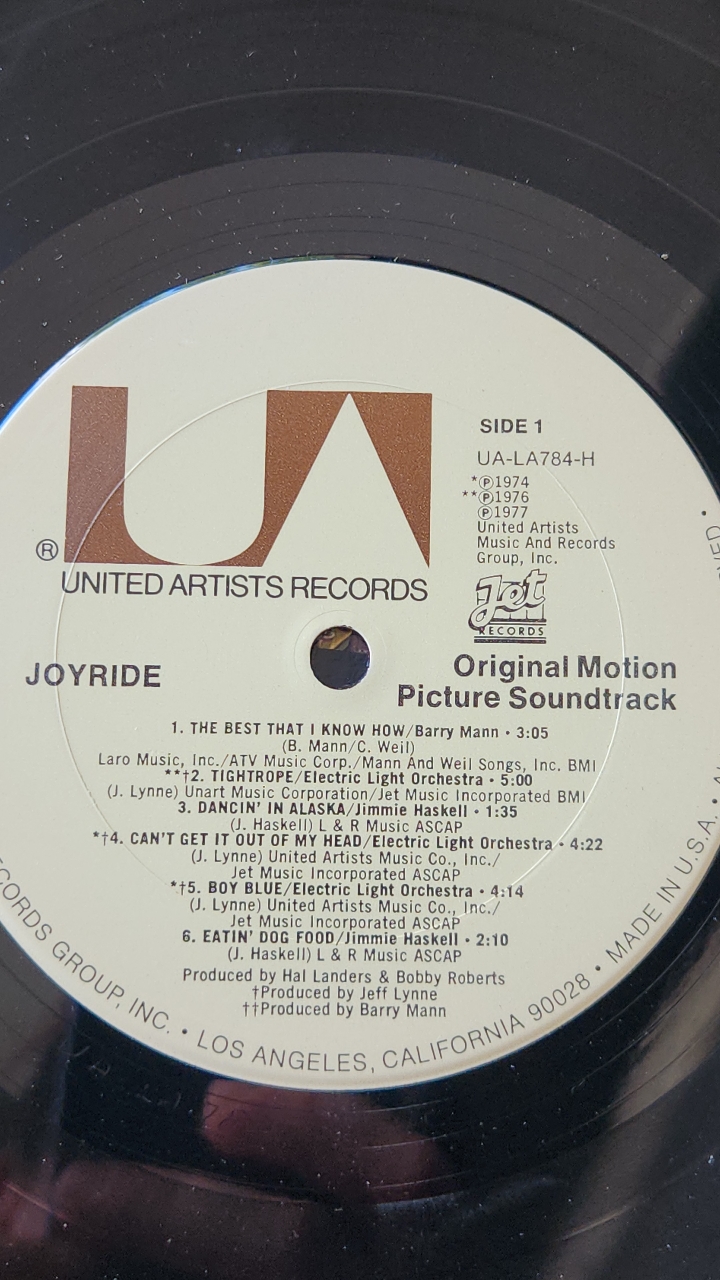 UA
®
UNITED ARTISTS RECORDS
SIDE 1
UA-LA784-H
*℗1974
**℗1976
℗1977
United Artists
Music And Records
Group, Inc.
Jet
RECORDS
JOYRIDE
Original Motion
Picture Soundtrack
1. THE BEST THAT I KNOW HOW/Barry Mann • 3:05
(B. Mann/C. Weil)
Laro Music, Inc./ATV Music Corp./Mann And Weil Songs, Inc. BMI
**†2. TIGHTROPE/Electric Light Orchestra • 5:00
(J. Lynne) Unart Music Corporation/Jet Music Incorporated BMI
3. DANCIN' IN ALASKA/Jimmie Haskell • 1:35
(J. Haskell) L & R Music ASCAP
*†4. CAN'T GET IT OUT OF MY HEAD/Electric Light Orchestra • 4:22
(J. Lynne) United Artists Music Co., Inc./
Jet Music Incorporated ASCAP
*†5. BOY BLUE/Electric Light Orchestra • 4:14
(J. Lynne) United Artists Music Co., Inc./
Jet Music Incorporated ASCAP
6. EATIN' DOG FOOD/Jimmie Haskell • 2:10
(J. Haskell) L & R Music ASCAP
Produced by Hal Landers & Bobby Roberts
†Produced by Jeff Lynne
††Produced by Barry Mann
GROUP, INC. • LOS ANGELES, CALIFORNIA 90028 • MADE IN U.S.A. •